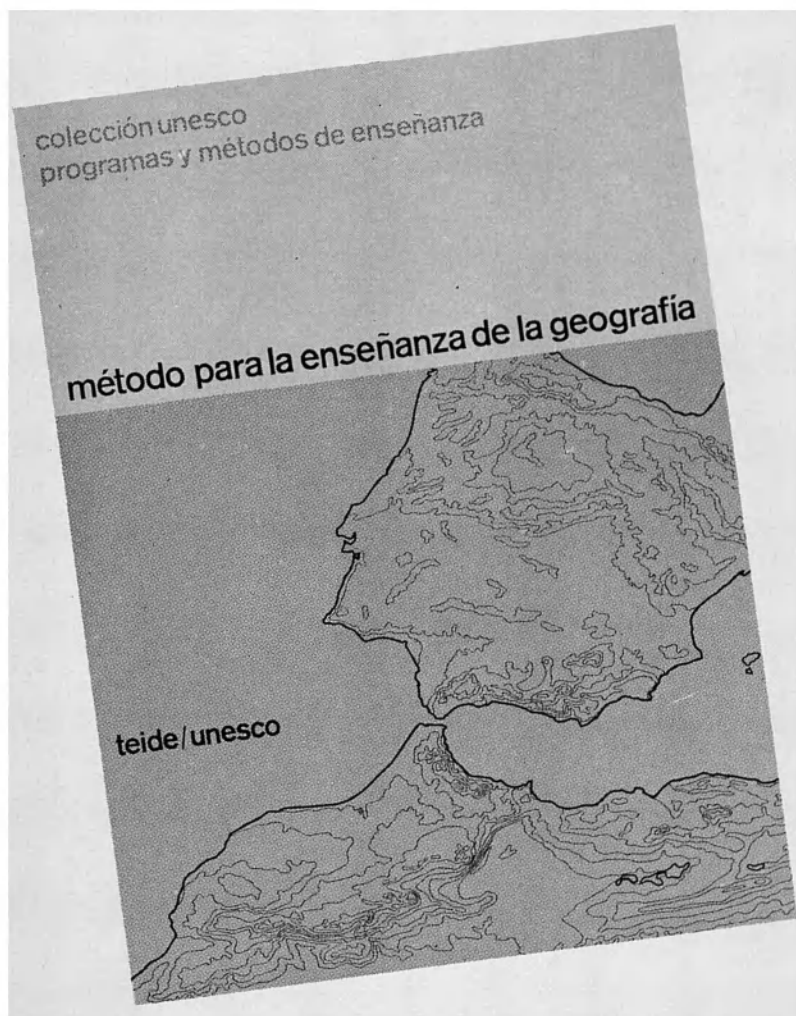 colección unesco
programas y métodos de enseñanza
método para la enseñanza de la geografía
teide/unesco